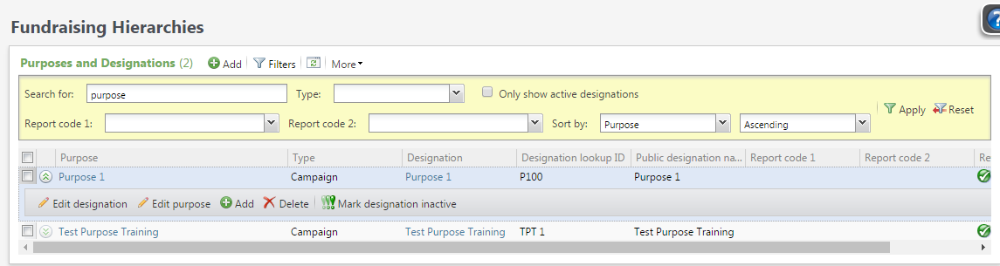 Fundraising Hierarchies
?
Purposes and Designations (2) Add Filters More
Search for: purpose Type: Only show active designations
Apply Reset
Report code 1: Report code 2: Sort by: Purpose Ascending
Purpose Type Designation Designation lookup ID Public designation na... Report code 1 Report code 2 Re
Purpose 1 Campaign Purpose 1 P100 Purpose 1
Edit designation Edit purpose Add Delete Mark designation inactive
Test Purpose Training Campaign Test Purpose Training TPT 1 Test Purpose Training